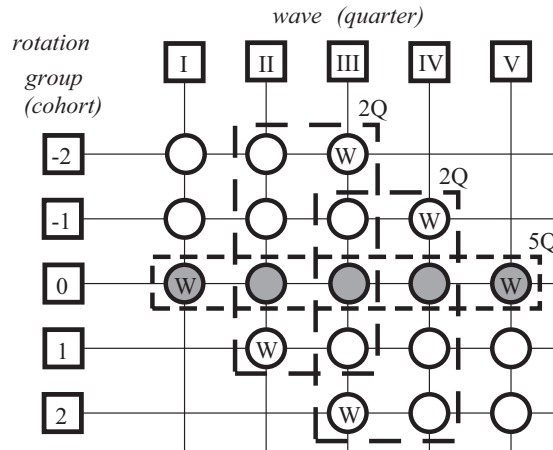 wave (quarter)
rotation
group
(cohort)
I II III IV V
2Q
-2 W
2Q
-1 W
5Q
0 W W
1 W
2 W